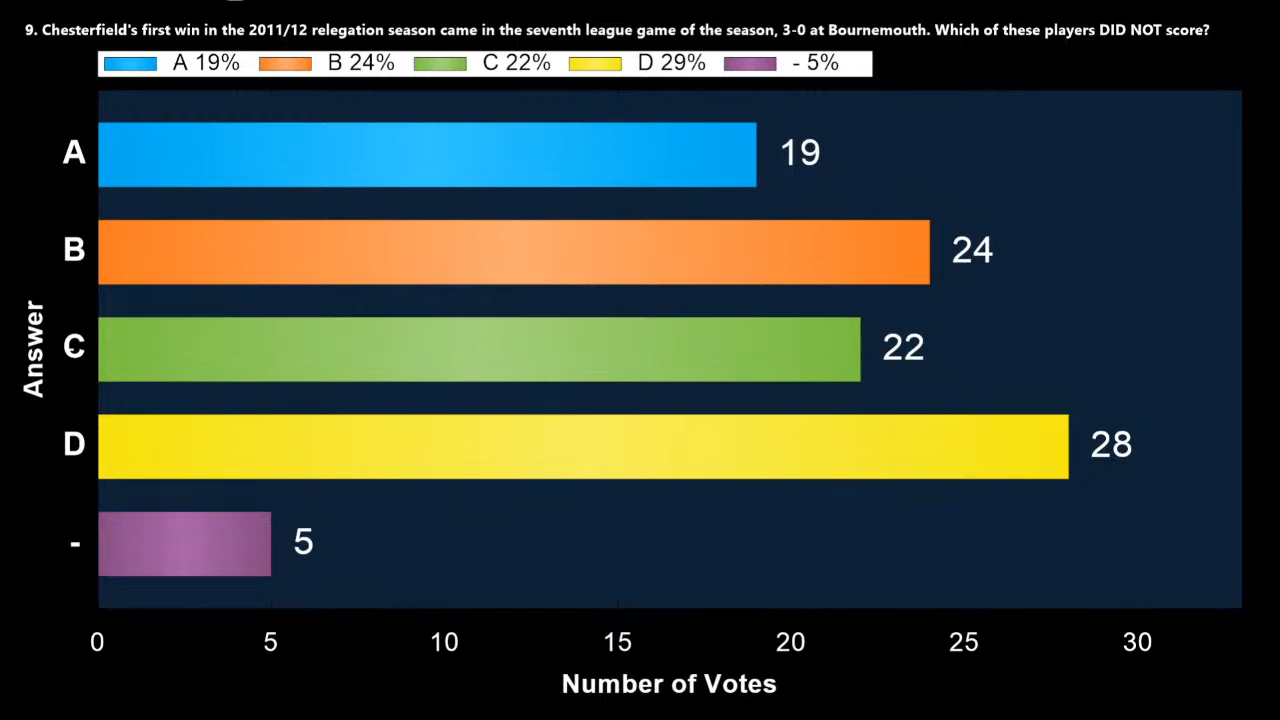 9. Chesterfield's first win in the 2011/12 relegation season came in the seventh league game of the season, 3-0 at Bournemouth. Which of these players DID NOT score?
A 19% B 24% C 22% D 29% - 5%
A 19
B 24
C 22
D 28
- 5
Answer
0 5 10 15 20 25 30
Number of Votes